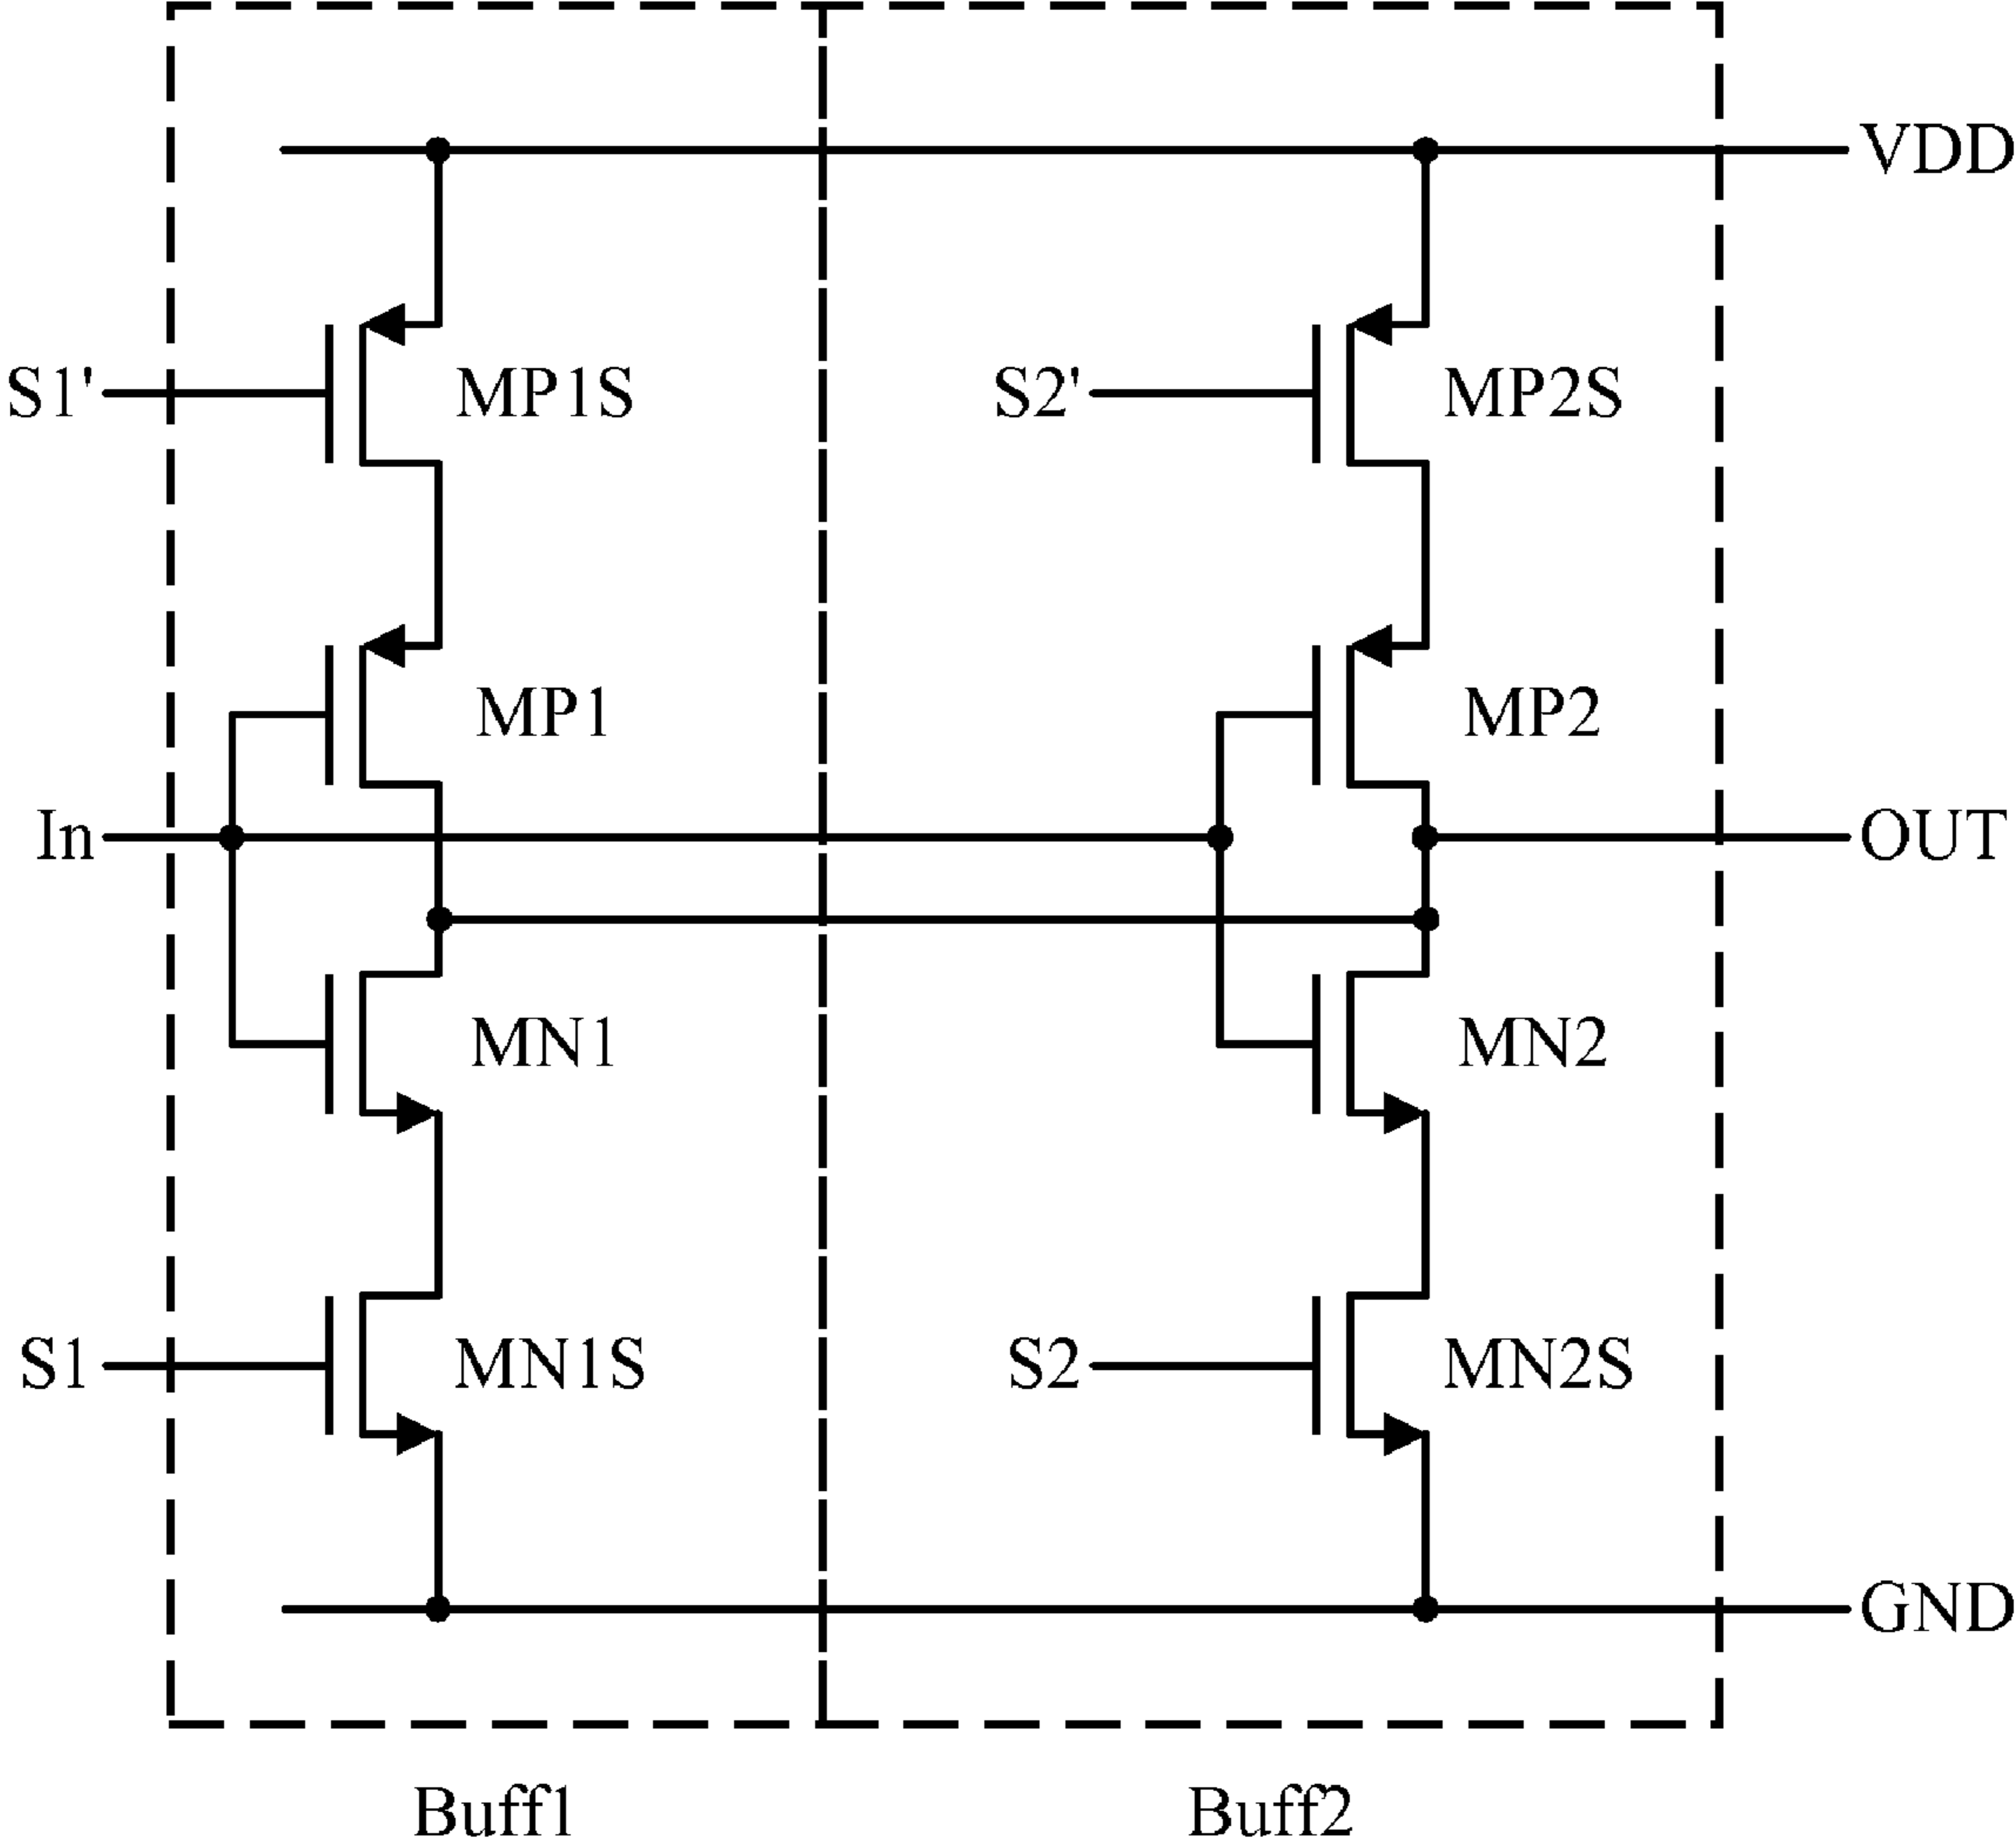 VDD
S1'
MP1S
S2'
MP2S
MP1
MP2
In
OUT
MN1
MN2
S1
MN1S
S2
MN2S
GND
Buff1
Buff2